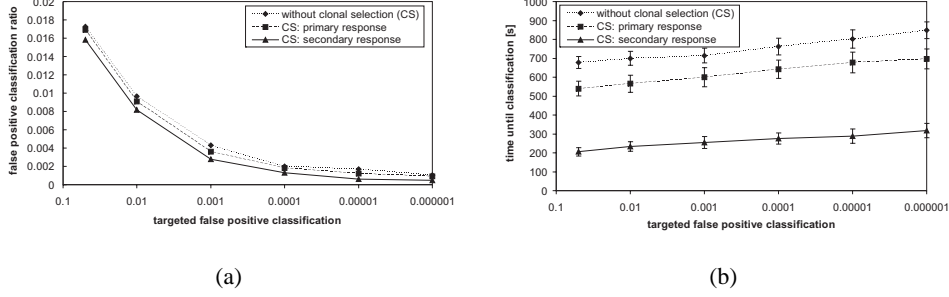 0.02
0.018
0.016
0.014
0.012
0.01
0.008
0.006
0.004
0.002
0
false positive classification ratio
without clonal selection (CS)
CS: primary response
CS: secondary response
0.1 0.01 0.001 0.0001 0.00001 0.000001
targeted false positive classification
(a)
1000
900
800
700
600
500
400
300
200
100
0
time until classification [s]
without clonal selection (CS)
CS: primary response
CS: secondary response
0.1 0.01 0.001 0.0001 0.00001 0.000001
targeted false positive classification
(b)